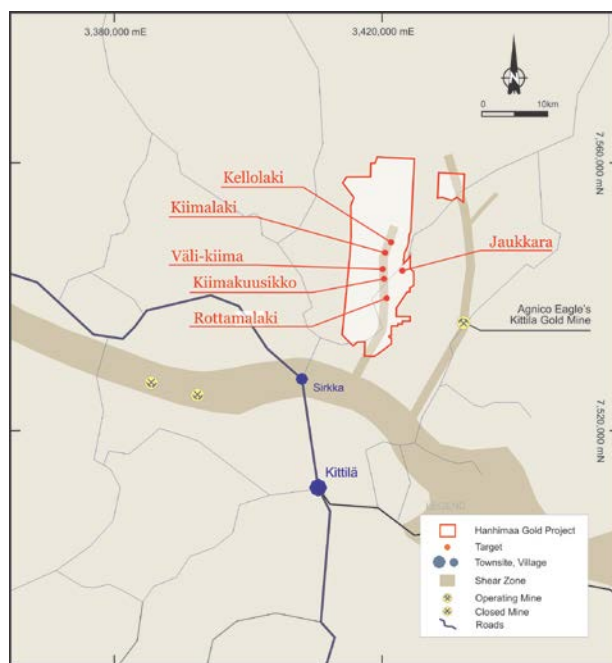 3,380,000 mE
3,420,000 mE
N
0 10km
7,560,000 mN
Kellolaki
Kiimalaki
Väli-kiima
Jaukkara
Kiimakuusikko
Rottamalaki
Agnico Eagle's
Kittila Gold Mine
Sirkka
7,520,000 mN
Kittilä
LEGEND
Hanhimaa Gold Project
Target
Townsite, Village
Shear Zone
Operating Mine
Closed Mine
Roads